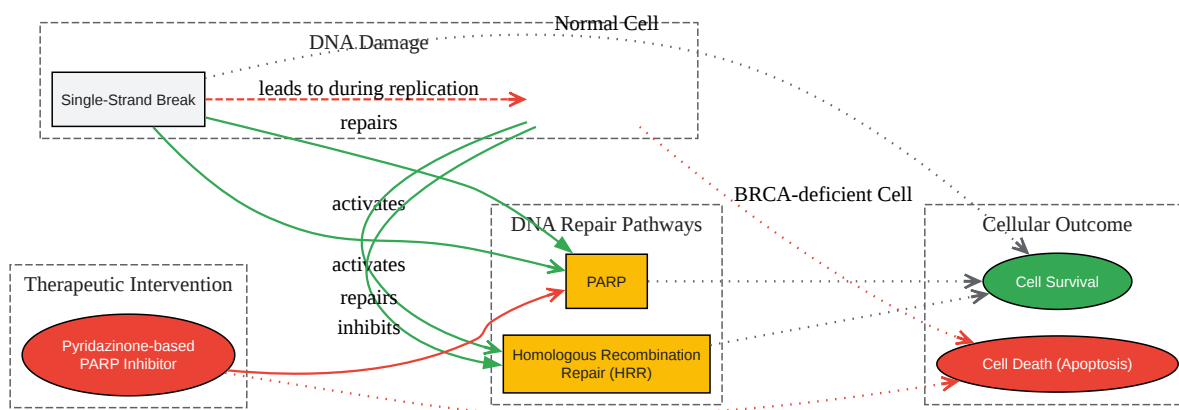 Normal Cell
DNA Damage
Single-Strand Break
leads to during replication
repairs
BRCA-deficient Cell
activates
DNA Repair Pathways
Cellular Outcome
activates
Therapeutic Intervention
PARP
Cell Survival
repairs
inhibits
Pyridazinone-based
PARP Inhibitor
Homologous Recombination
Repair (HRR)
Cell Death (Apoptosis)